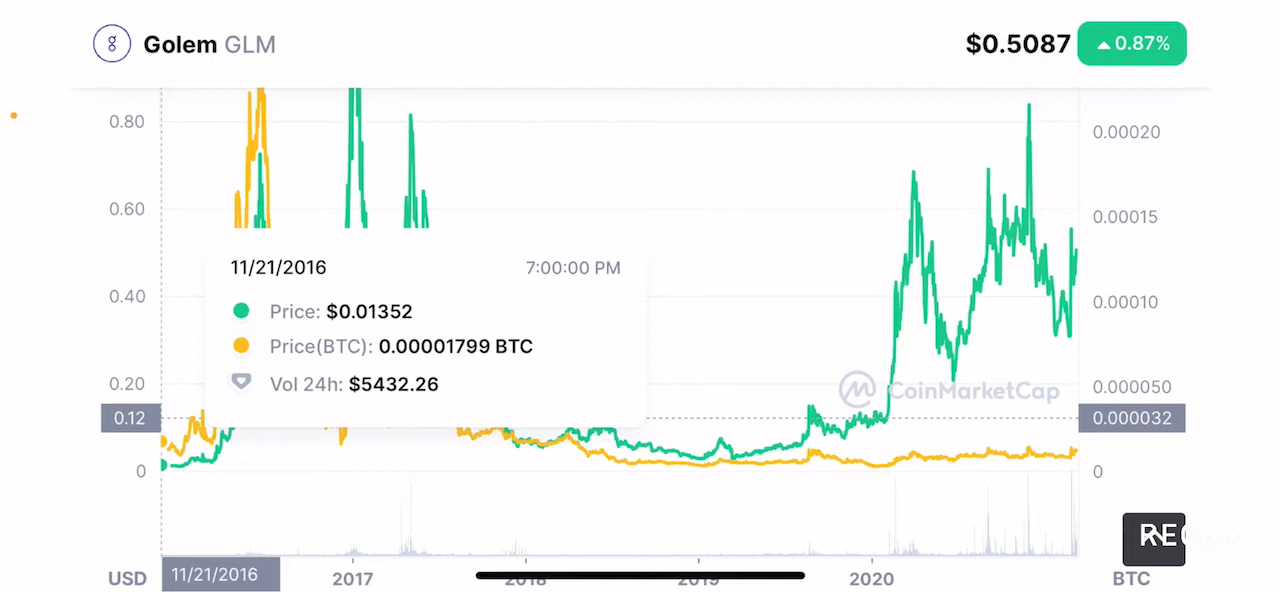 Golem GLM
$0.5087
0.87%
0.80
0.60
0.40
0.20
0.12
0
0.00020
0.00015
0.00010
0.000050
0.000032
0
11/21/2016
7:00:00 PM
Price: $0.01352
Price(BTC): 0.00001799 BTC
Vol 24h: $5432.26
CoinMarketCap
USD
11/21/2016
2017
2018
2019
2020
BTC